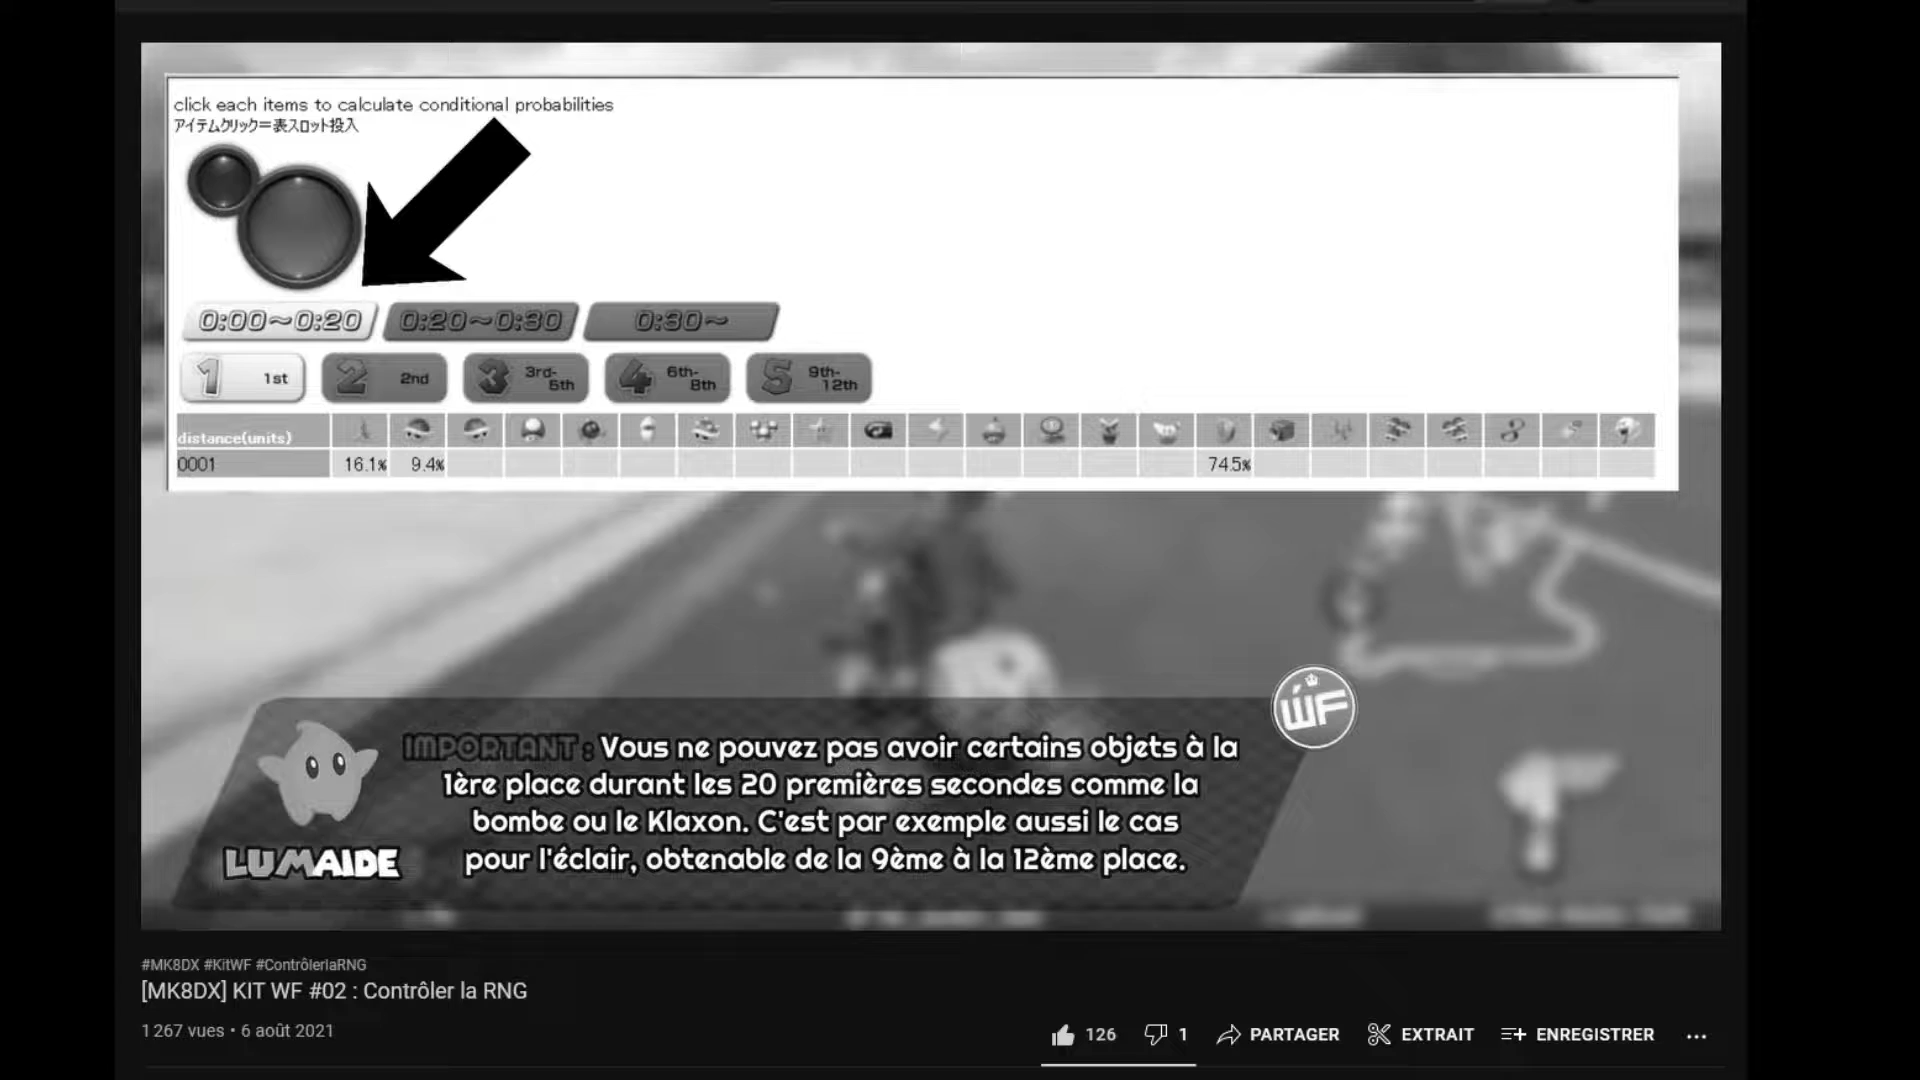 click each items to calculate conditional probabilities
アイテムクリック＝表スロット投入
0:00～0:20 0:20～0:30 0:30～
1 1st 2 2nd 3 3rd-5th 4 6th-8th 5 9th-12th
distance(units)
0001 16.1% 9.4% 74.5%
WF
IMPORTANT : Vous ne pouvez pas avoir certains objets à la
1ère place durant les 20 premières secondes comme la
bombe ou le Klaxon. C'est par exemple aussi le cas
pour l'éclair, obtenable de la 9ème à la 12ème place.
LUMAIDE
#MK8DX #KitWF #ContrôlerlaRNG
[MK8DX] KIT WF #02 : Contrôler la RNG
1 267 vues • 6 août 2021
126 1 PARTAGER EXTRAIT ENREGISTRER ...